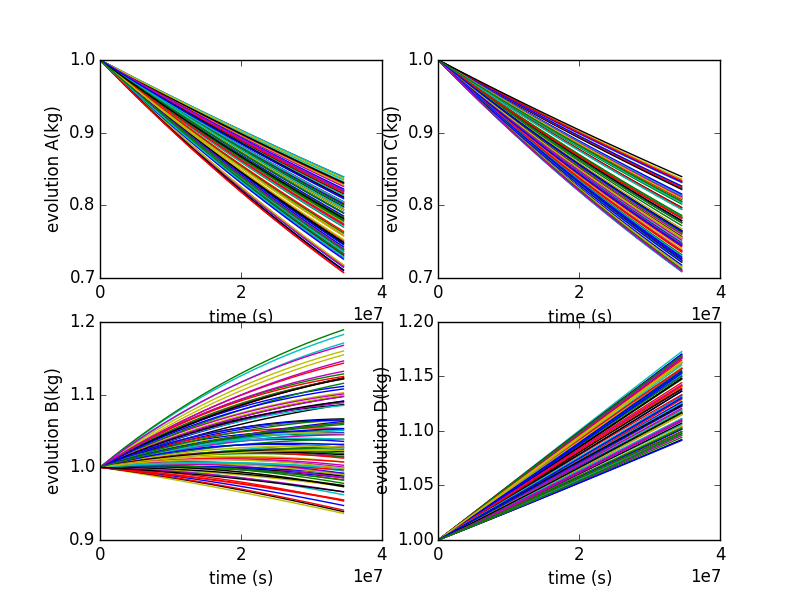 1.0
0.9
0.8
0.7
evolution A(kg)
0
2
4
time (s)
1e7
1.0
0.9
0.8
0.7
evolution C(kg)
0
2
4
time (s)
1e7
1.2
1.1
1.0
0.9
evolution B(kg)
0
2
4
time (s)
1e7
1.20
1.15
1.10
1.05
1.00
evolution D(kg)
0
2
4
time (s)
1e7